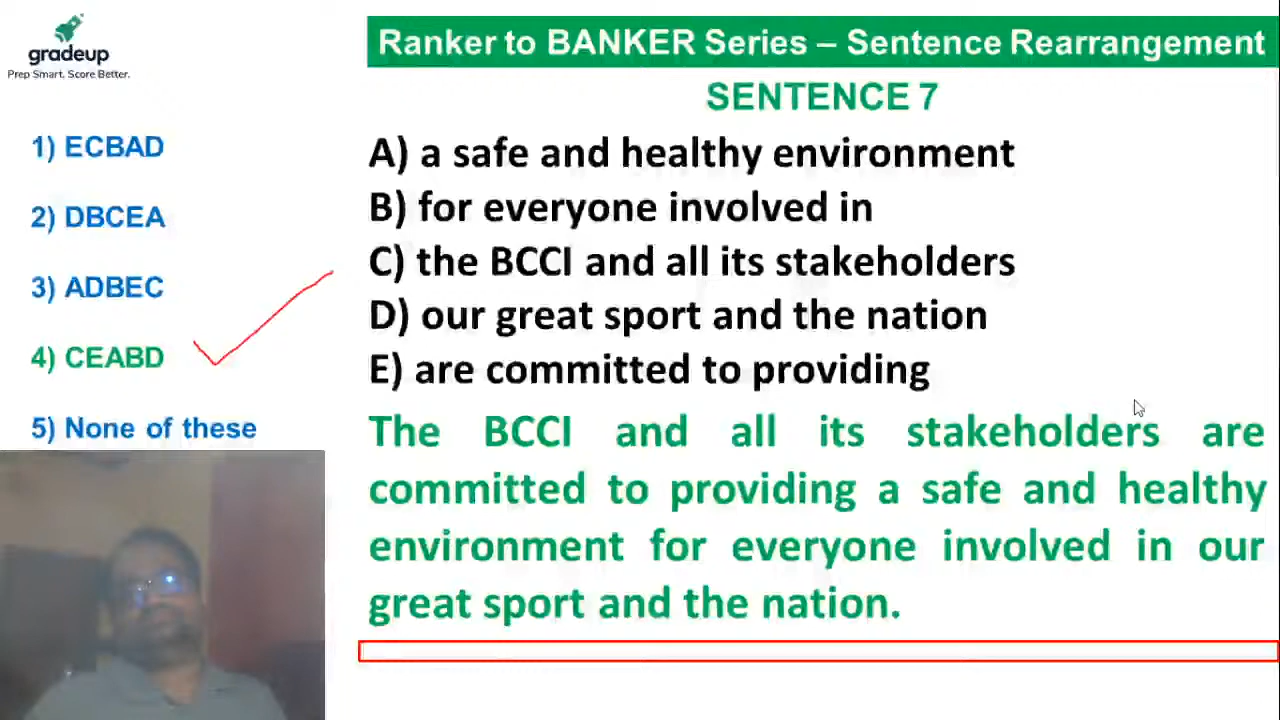 gradeup
Prep Smart. Score Better.
Ranker to BANKER Series – Sentence Rearrangement
SENTENCE 7
1) ECBAD
2) DBCEA
3) ADBEC
4) CEABD
5) None of these
A) a safe and healthy environment
B) for everyone involved in
C) the BCCI and all its stakeholders
D) our great sport and the nation
E) are committed to providing
The BCCI and all its stakeholders are
committed to providing a safe and healthy
environment for everyone involved in our
great sport and the nation.